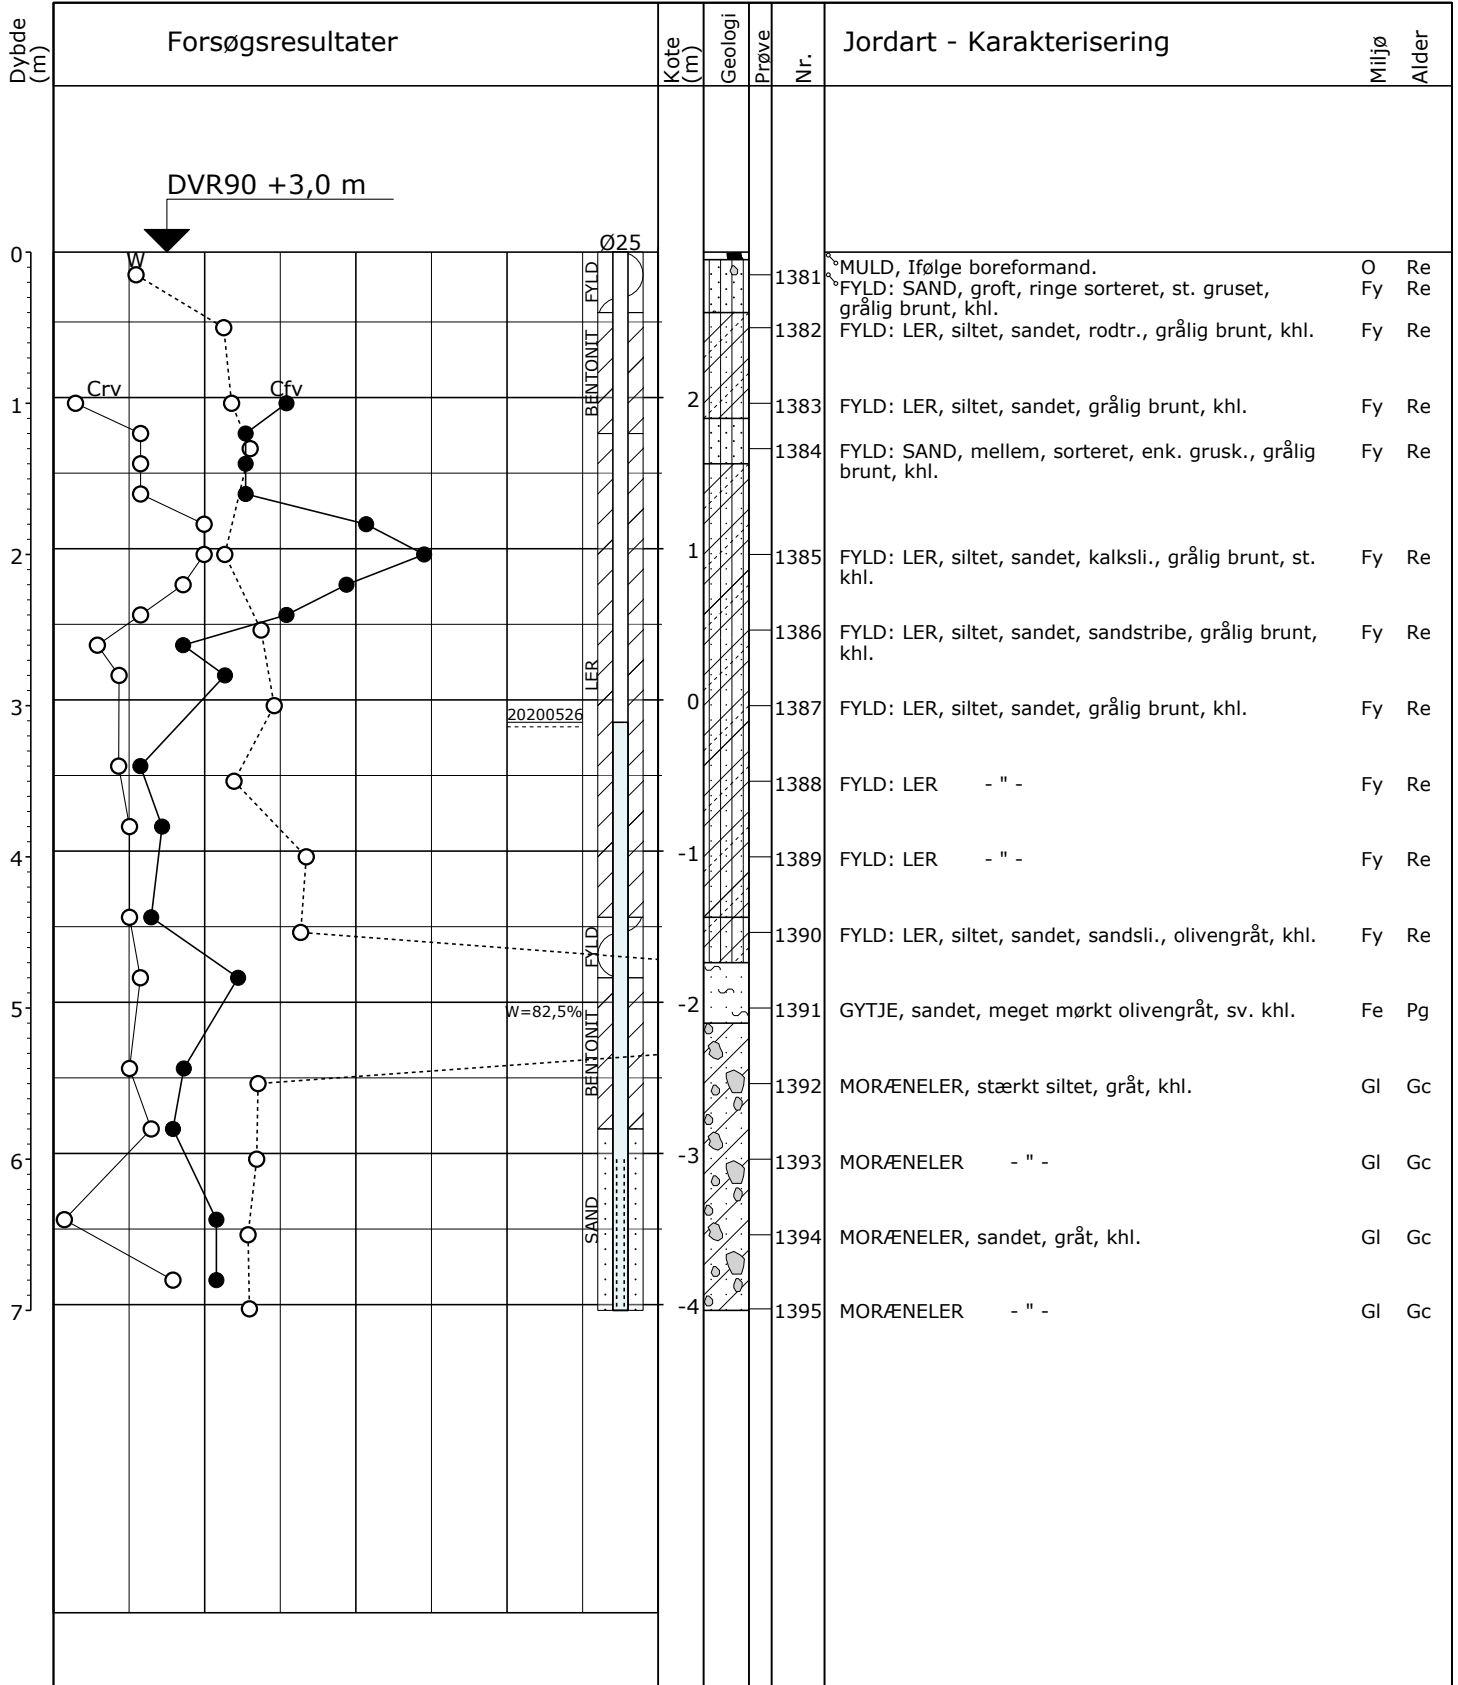 Dybde
(m)
Forsøgsresultater
Kote
(m)
Geologi
Prøve
Nr.
Jordart - Karakterisering
Miljø
Alder
DVR90 +3,0 m
Ø25
0
W
FYLD
1381
MULD, Ifølge boreformand.
O
Re
FYLD: SAND, groft, ringe sorteret, st. gruset,
grålig brunt, khl.
Fy
Re
1382
FYLD: LER, siltet, sandet, rodtr., grålig brunt, khl.
Fy
Re
BENTONIT
Crv
Cfv
1
2
1383
FYLD: LER, siltet, sandet, grålig brunt, khl.
Fy
Re
1384
FYLD: SAND, mellem, sorteret, enk. grusk., grålig
brunt, khl.
Fy
Re
2
1
1385
FYLD: LER, siltet, sandet, kalksli., grålig brunt, st.
khl.
Fy
Re
1386
FYLD: LER, siltet, sandet, sandstribe, grålig brunt,
khl.
Fy
Re
LER
3
20200526
0
1387
FYLD: LER, siltet, sandet, grålig brunt, khl.
Fy
Re
1388
FYLD: LER - " -
Fy
Re
4
-1
1389
FYLD: LER - " -
Fy
Re
FYLD
1390
FYLD: LER, siltet, sandet, sandsli., olivengråt, khl.
Fy
Re
5
W=82,5%
-2
1391
GYTJE, sandet, meget mørkt olivengråt, sv. khl.
Fe
Pg
BENTONIT
1392
MORÆNELER, stærkt siltet, gråt, khl.
Gl
Gc
6
-3
1393
MORÆNELER - " -
Gl
Gc
SAND
1394
MORÆNELER, sandet, gråt, khl.
Gl
Gc
7
-4
1395
MORÆNELER - " -
Gl
Gc